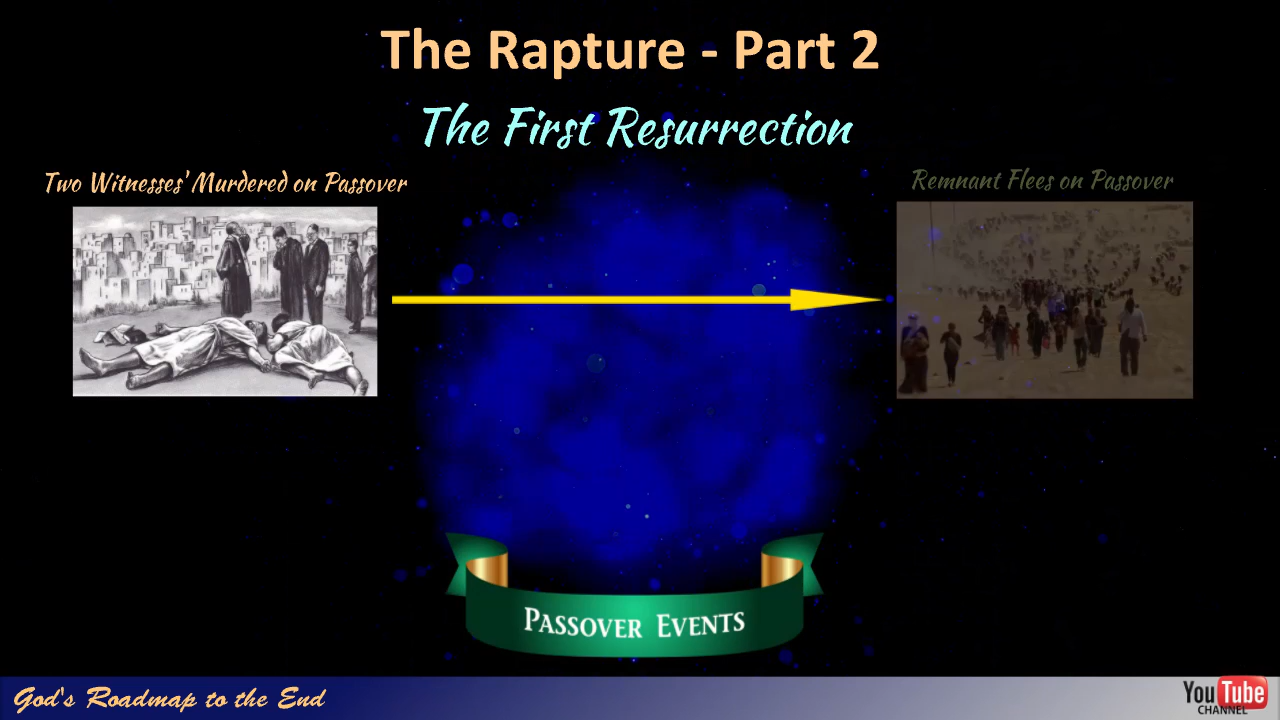 The Rapture - Part 2
The First Resurrection
Two Witnesses' Murdered on Passover
Remnant Flees on Passover
Passover Events
God's Roadmap to the End
YouTube
CHANNEL